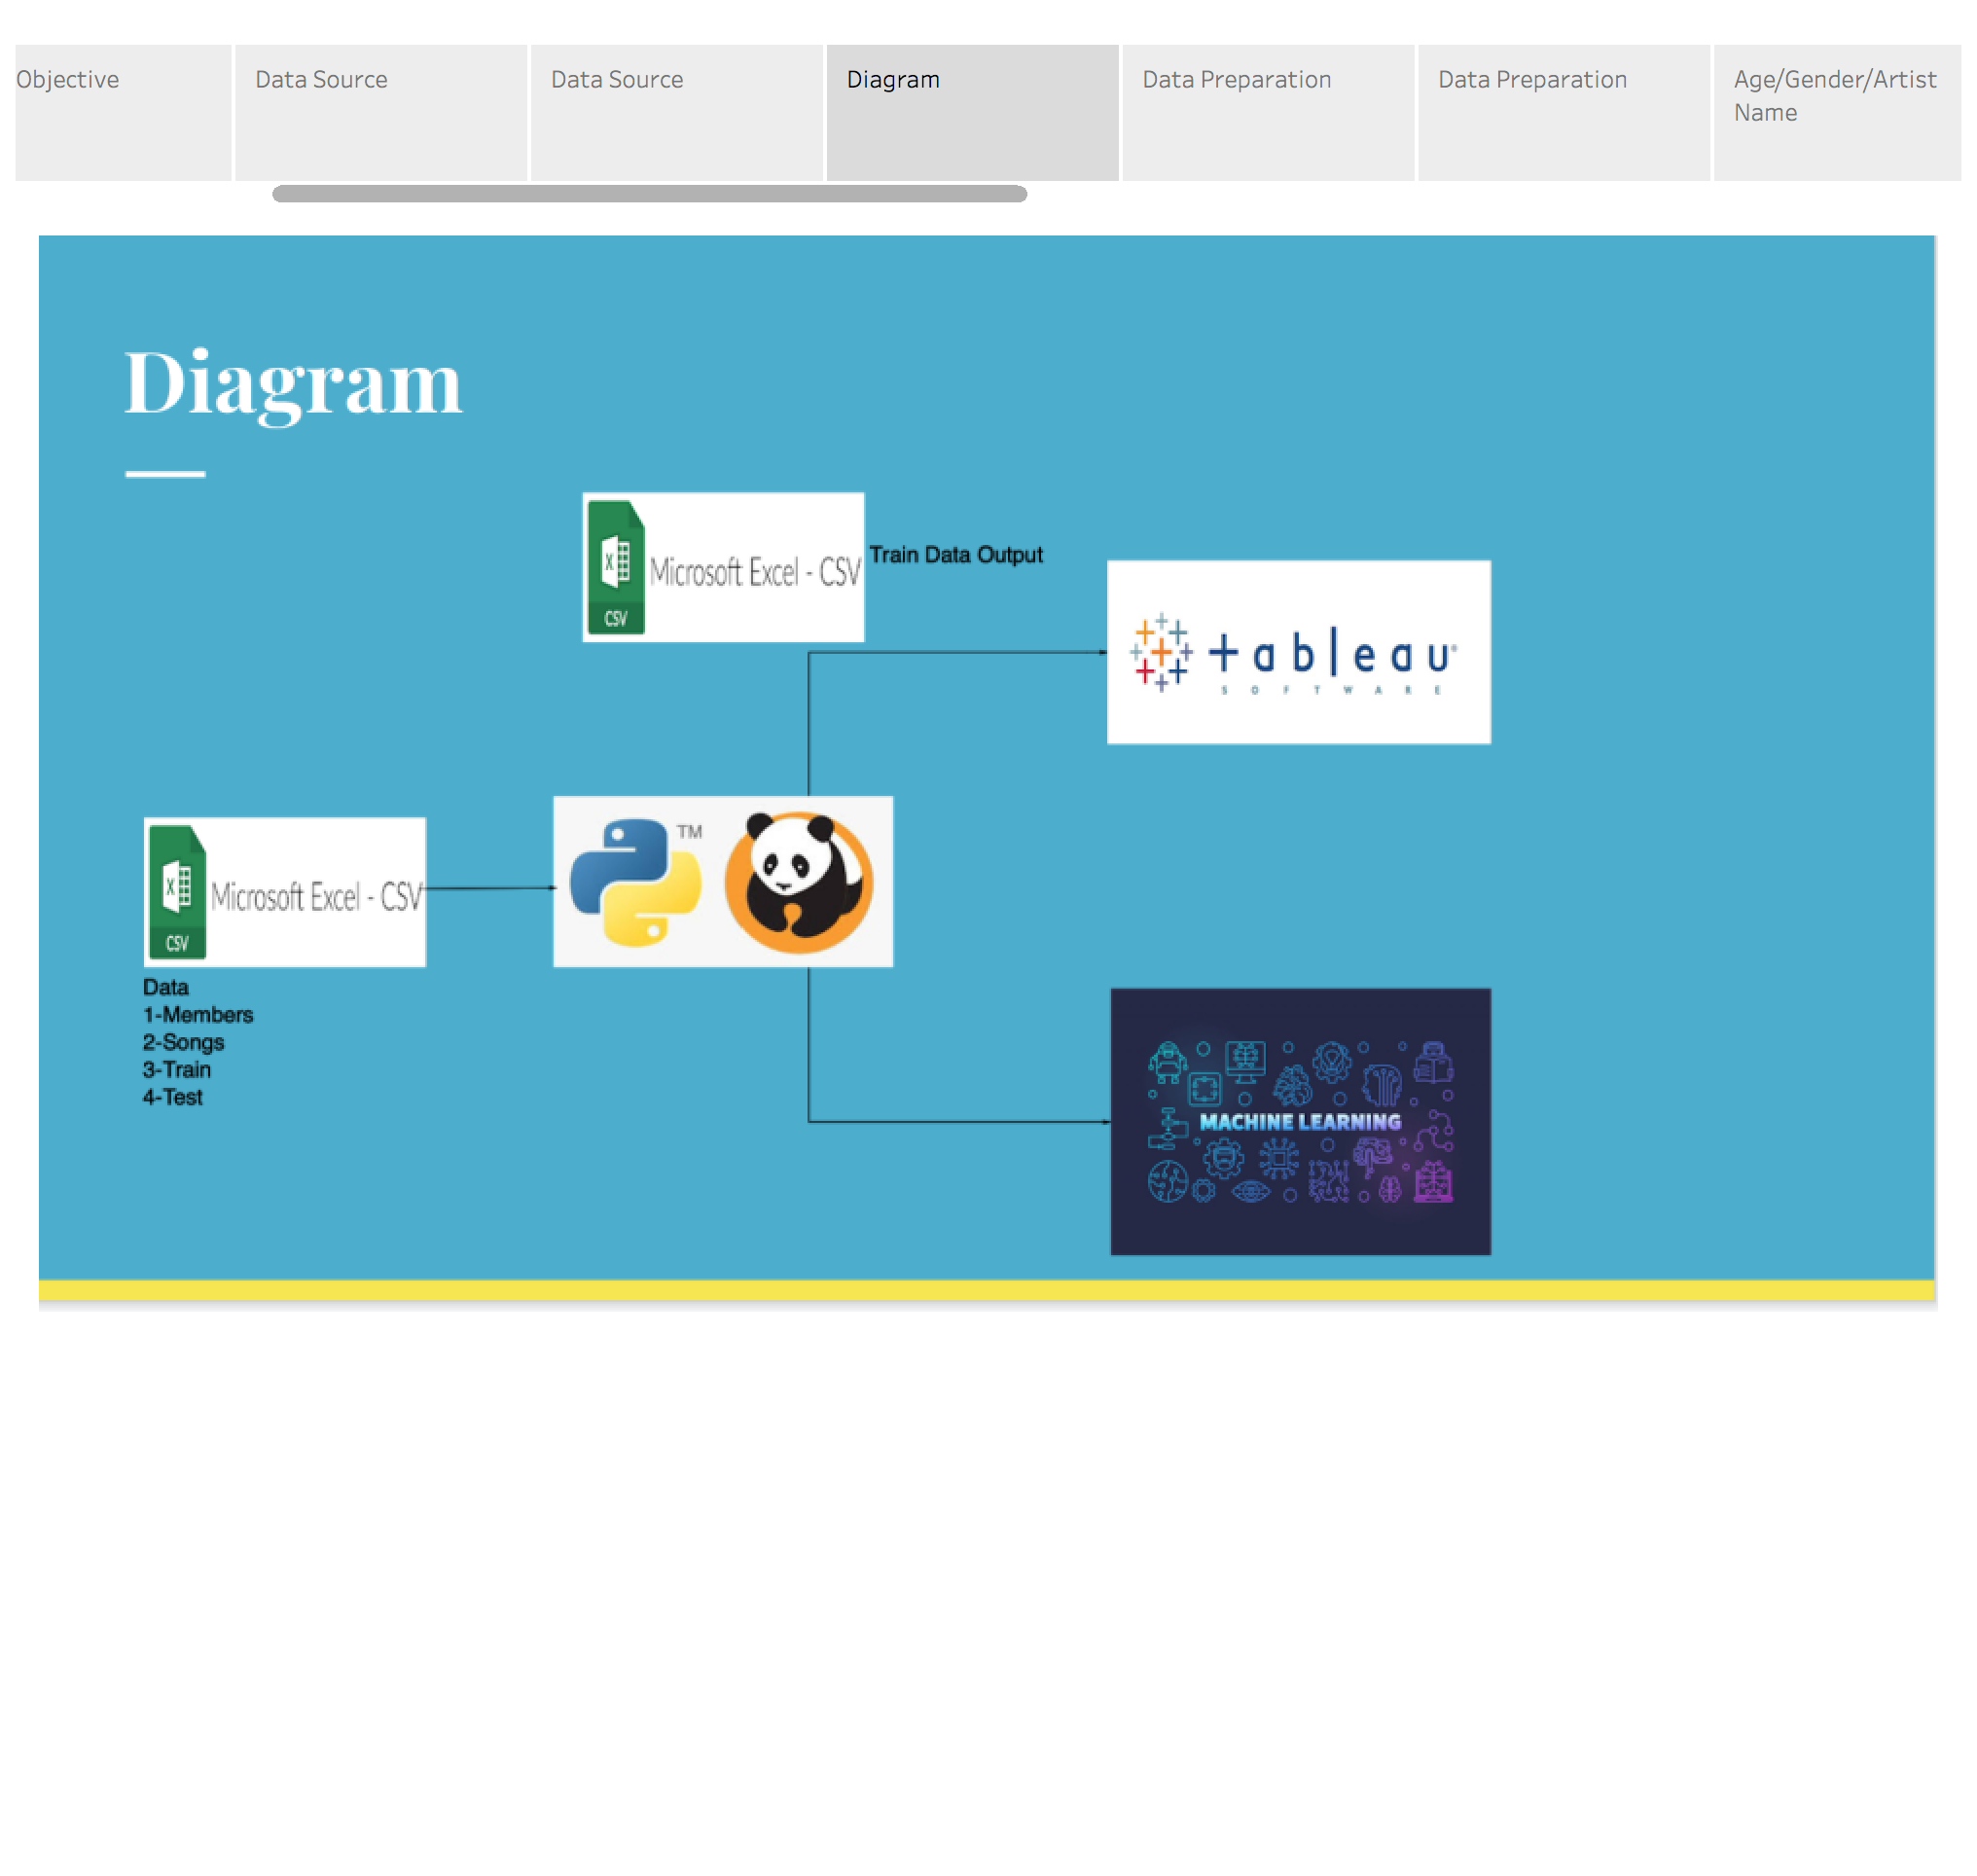 Objective
Data Source
Data Source
Diagram
Data Preparation
Data Preparation
Age/Gender/Artist
Name
Diagram
Microsoft Excel - CSV
CSV
Train Data Output
+ableau®
SOFTWARE
Microsoft Excel - CSV
CSV
TM
Data
1-Members
2-Songs
3-Train
4-Test
MACHINE LEARNING